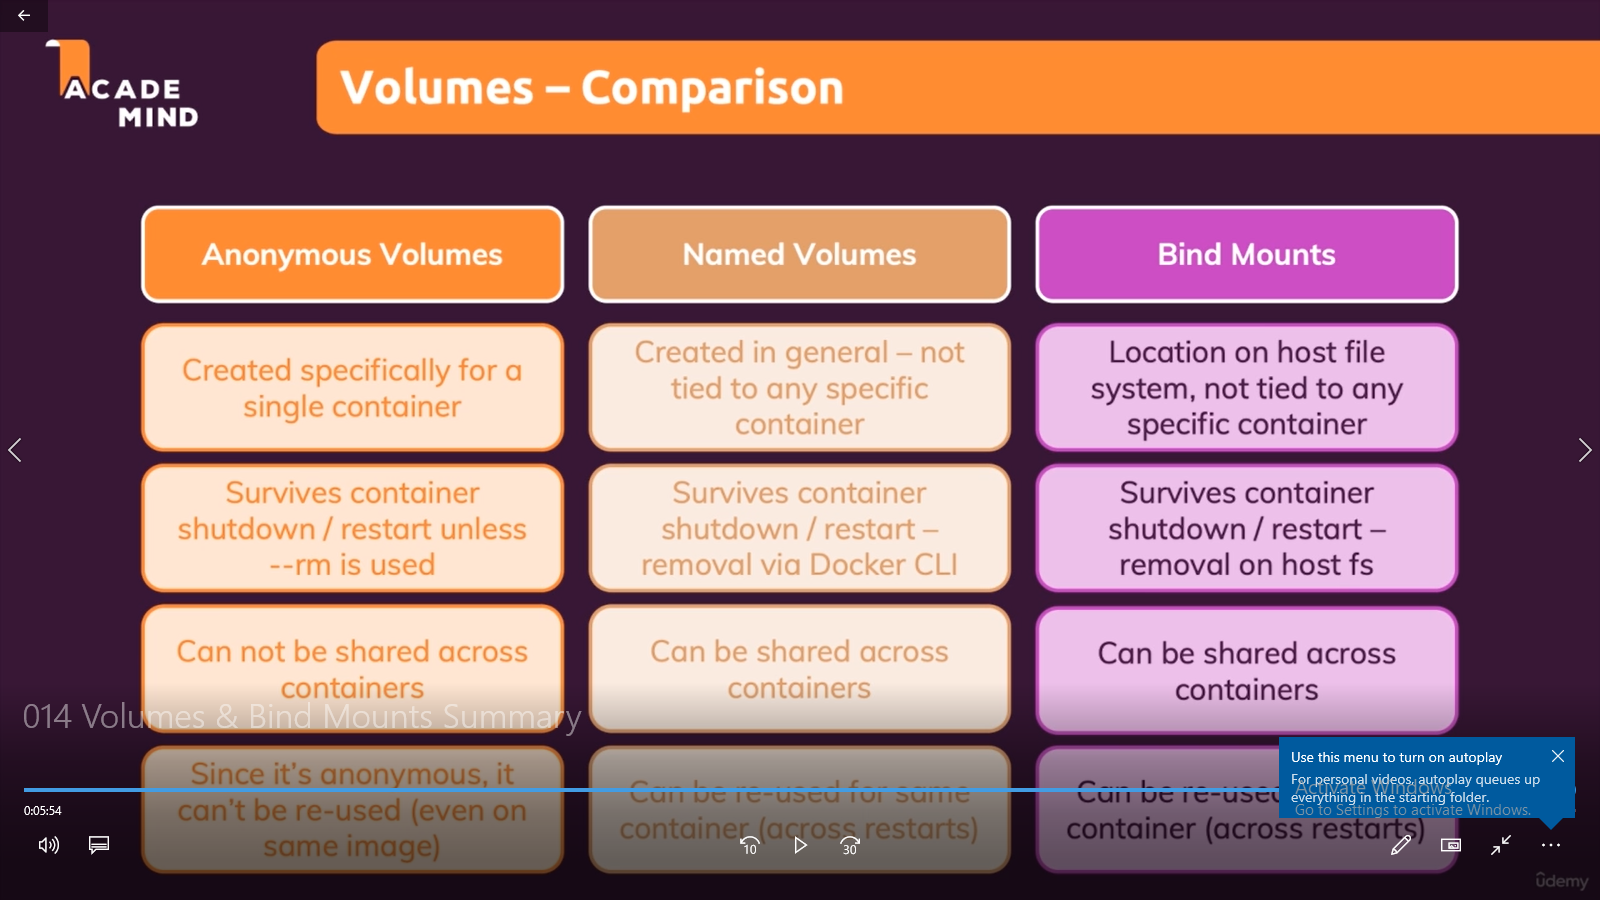 ACADE
MIND
Volumes – Comparison
Anonymous Volumes
Named Volumes
Bind Mounts
Created specifically for a
single container
Created in general – not
tied to any specific
container
Location on host file
system, not tied to any
specific container
Survives container
shutdown / restart unless
--rm is used
Survives container
shutdown / restart –
removal via Docker CLI
Survives container
shutdown / restart –
removal on host fs
Can not be shared across
containers
Can be shared across
containers
Can be shared across
containers
014 Volumes & Bind Mounts Summary
Since it's anonymous, it
can't be re-used (even on
same image)
Can be re-used for same
container (across restarts)
Can be re-used
container (across restarts)
Use this menu to turn on autoplay
For personal videos, autoplay queues up
everything in the starting folder.
Activate Windows
Go to Settings to activate Windows.
0:05:54
10
30
udemy